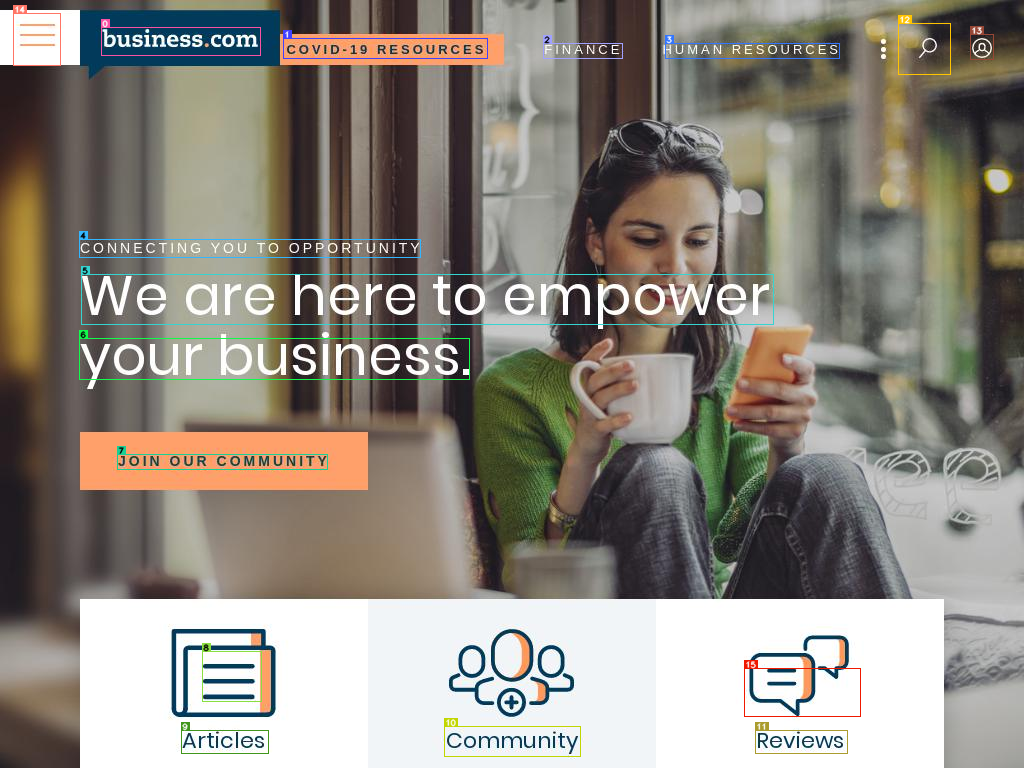 business.com
COVID-19 RESOURCES
FINANCE
HUMAN RESOURCES
CONNECTING YOU TO OPPORTUNITY
We are here to empower
your business.
JOIN OUR COMMUNITY
Articles
Community
Reviews
14
0
1
2
3
12
13
4
5
6
7
8
9
10
15
11